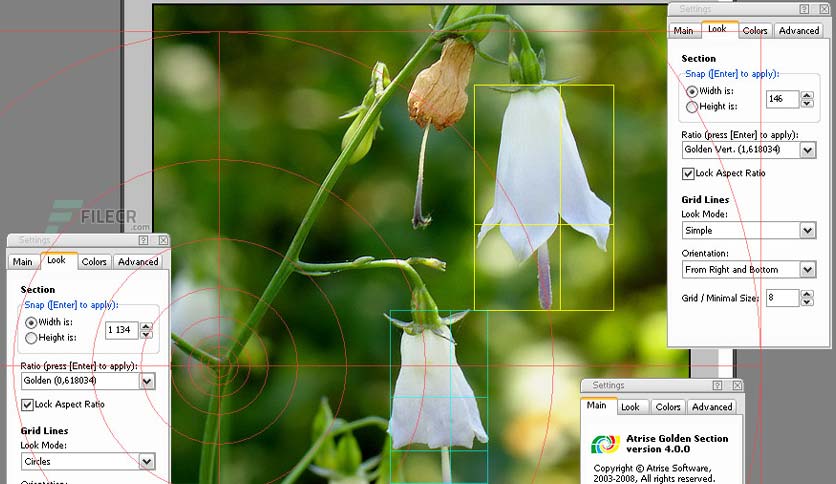 Settings
Main Look Colors Advanced
Section
Snap ([Enter] to apply):
Width is:
146
Height is:
Ratio (press [Enter] to apply):
Golden Vert. (1,618034)
Lock Aspect Ratio
Grid Lines
Look Mode:
Simple
Orientation:
From Right and Bottom
Grid / Minimal Size: 8
FILECR
.com
Settings
Main Look Colors Advanced
Section
Snap ([Enter] to apply):
Width is:
1 134
Height is:
Ratio (press [Enter] to apply):
Golden (0,618034)
Lock Aspect Ratio
Grid Lines
Look Mode:
Circles
Orientation:
Settings
Main Look Colors Advanced
Atrise Golden Section
version 4.0.0
Copyright © Atrise Software,
2003-2008, All rights reserved.